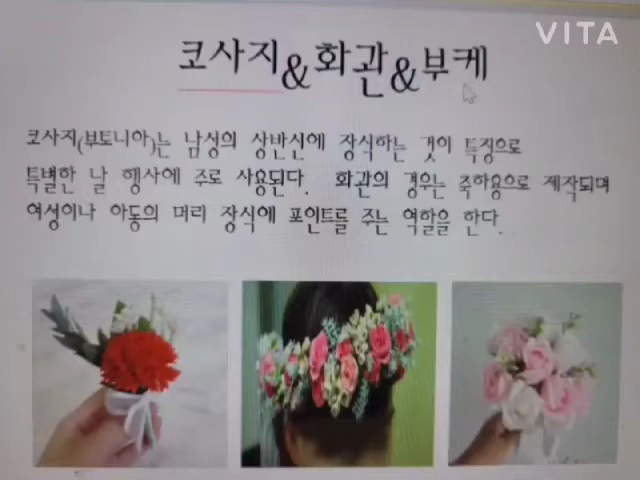 VITA
코사지&화관&부케
코사지(부토니아)는 남성의 상반신에 장식하는 것이 특징으로
특별한 날 행사에 주로 사용된다. 화관의 경우는 축하용으로 제작되며
여성이나 아동의 머리 장식에 포인트를 주는 역할을 한다.